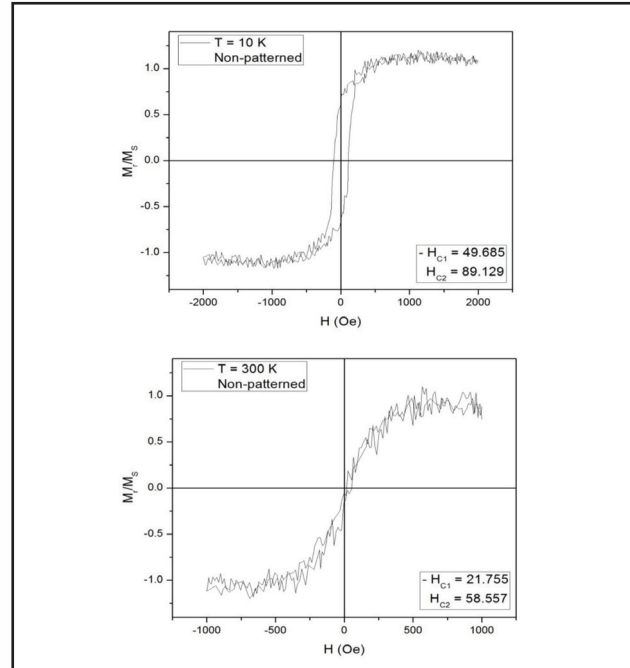 T = 10 K
Non-patterned
1.0
0.5
0.0
-0.5
-1.0
Mr/MS
- HC1 = 49.685
HC2 = 89.129
-2000 -1000 0 1000 2000
H (Oe)
T = 300 K
Non-patterned
1.0
0.5
0.0
-0.5
-1.0
Mr/MS
- HC1 = 21.755
HC2 = 58.557
-1000 -500 0 500 1000
H (Oe)